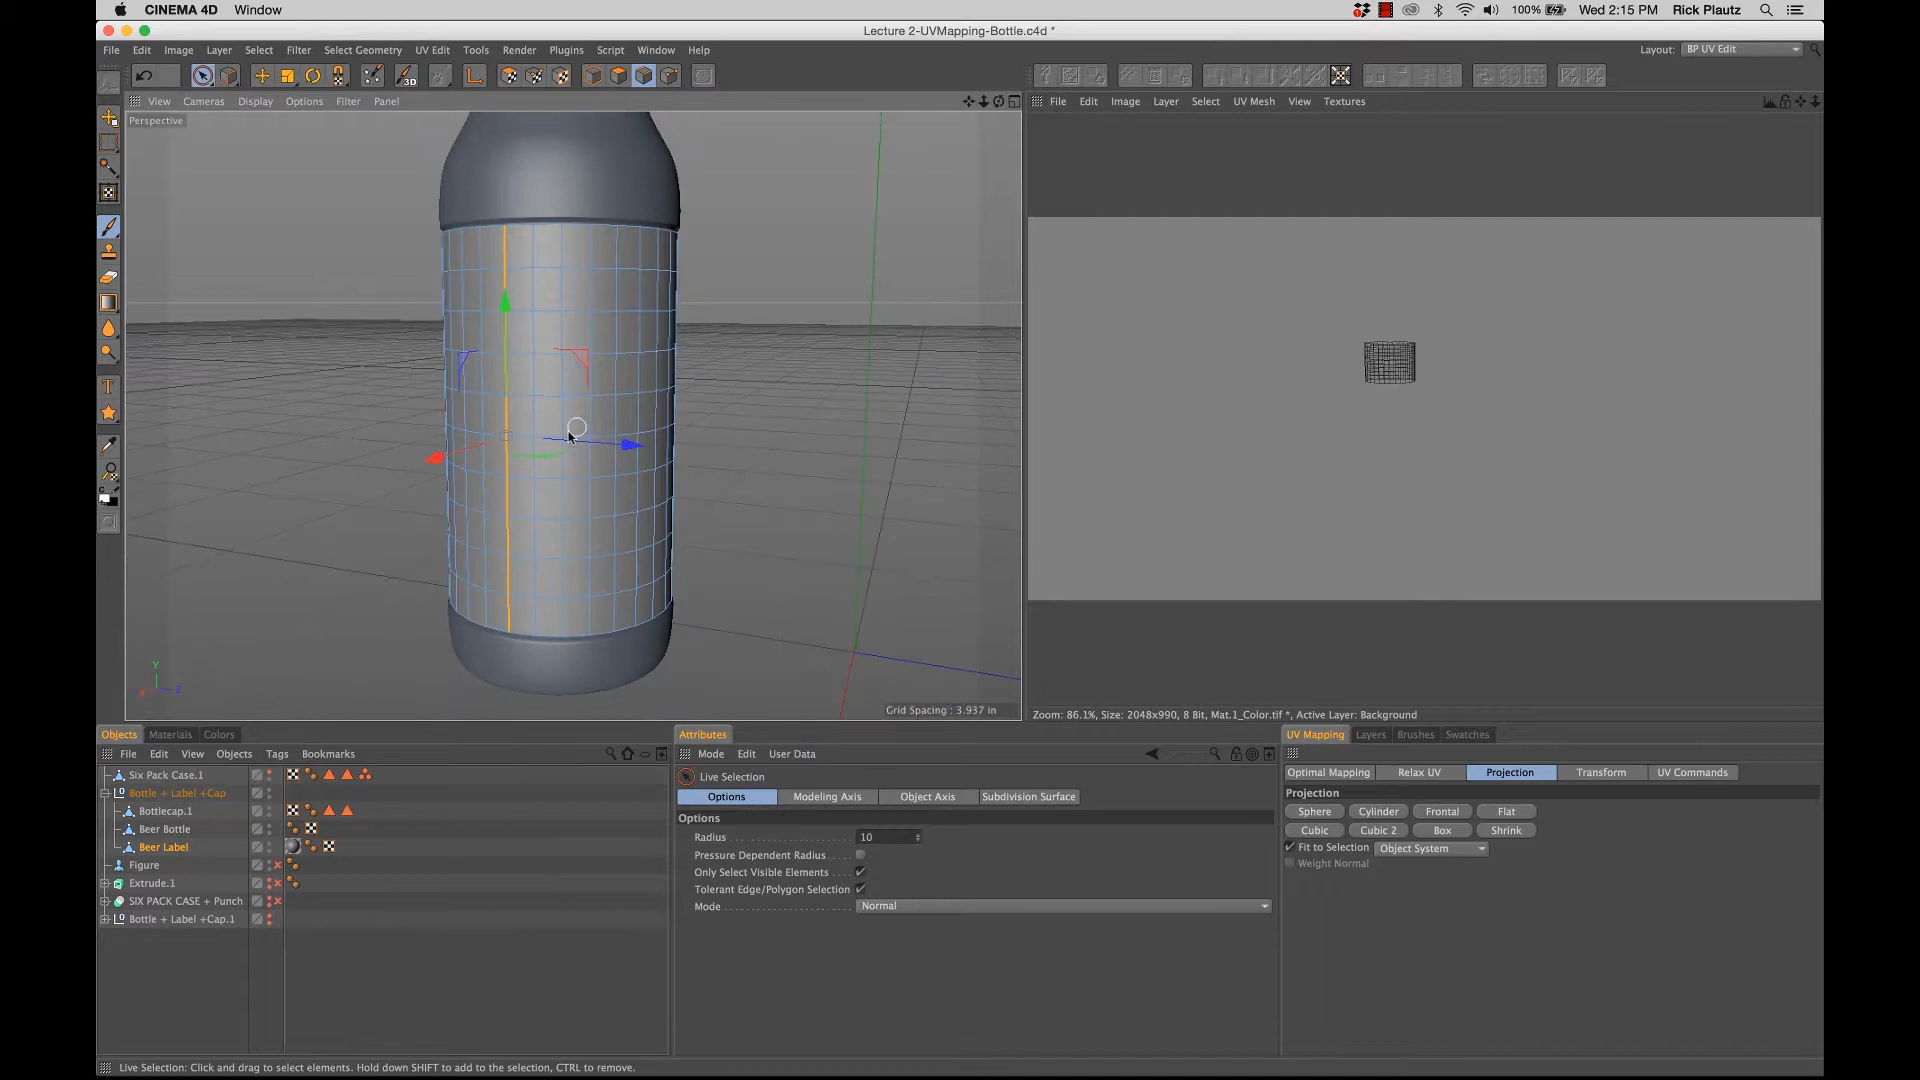 CINEMA 4D Window 100% Wed 2:15 PM Rick Plautz
Lecture 2-UVMapping-Bottle.c4d *
File Edit Image Layer Select Filter Select Geometry UV Edit Tools Render Plugins Script Window Help Layout: BP UV Edit
3D
View Cameras Display Options Filter Panel
File Edit Image Layer Select UV Mesh View Textures
Perspective
Y
X
Z
Grid Spacing : 3.937 in
Zoom: 86.1%, Size: 2048x990, 8 Bit, Mat.1_Color.tif *, Active Layer: Background
Objects Materials Colors
File Edit View Objects Tags Bookmarks
Six Pack Case.1
Bottle + Label +Cap
Bottlecap.1
Beer Bottle
Beer Label
Figure
Extrude.1
SIX PACK CASE + Punch
Bottle + Label +Cap.1
Attributes
Mode Edit User Data
Live Selection
Options Modeling Axis Object Axis Subdivision Surface
Options
Radius 10
Pressure Dependent Radius
Only Select Visible Elements
Tolerant Edge/Polygon Selection
Mode Normal
UV Mapping Layers Brushes Swatches
Optimal Mapping Relax UV Projection Transform UV Commands
Projection
Sphere Cylinder Frontal Flat
Cubic Cubic 2 Box Shrink
Fit to Selection Object System
Weight Normal
Live Selection: Click and drag to select elements. Hold down SHIFT to add to the selection, CTRL to remove.